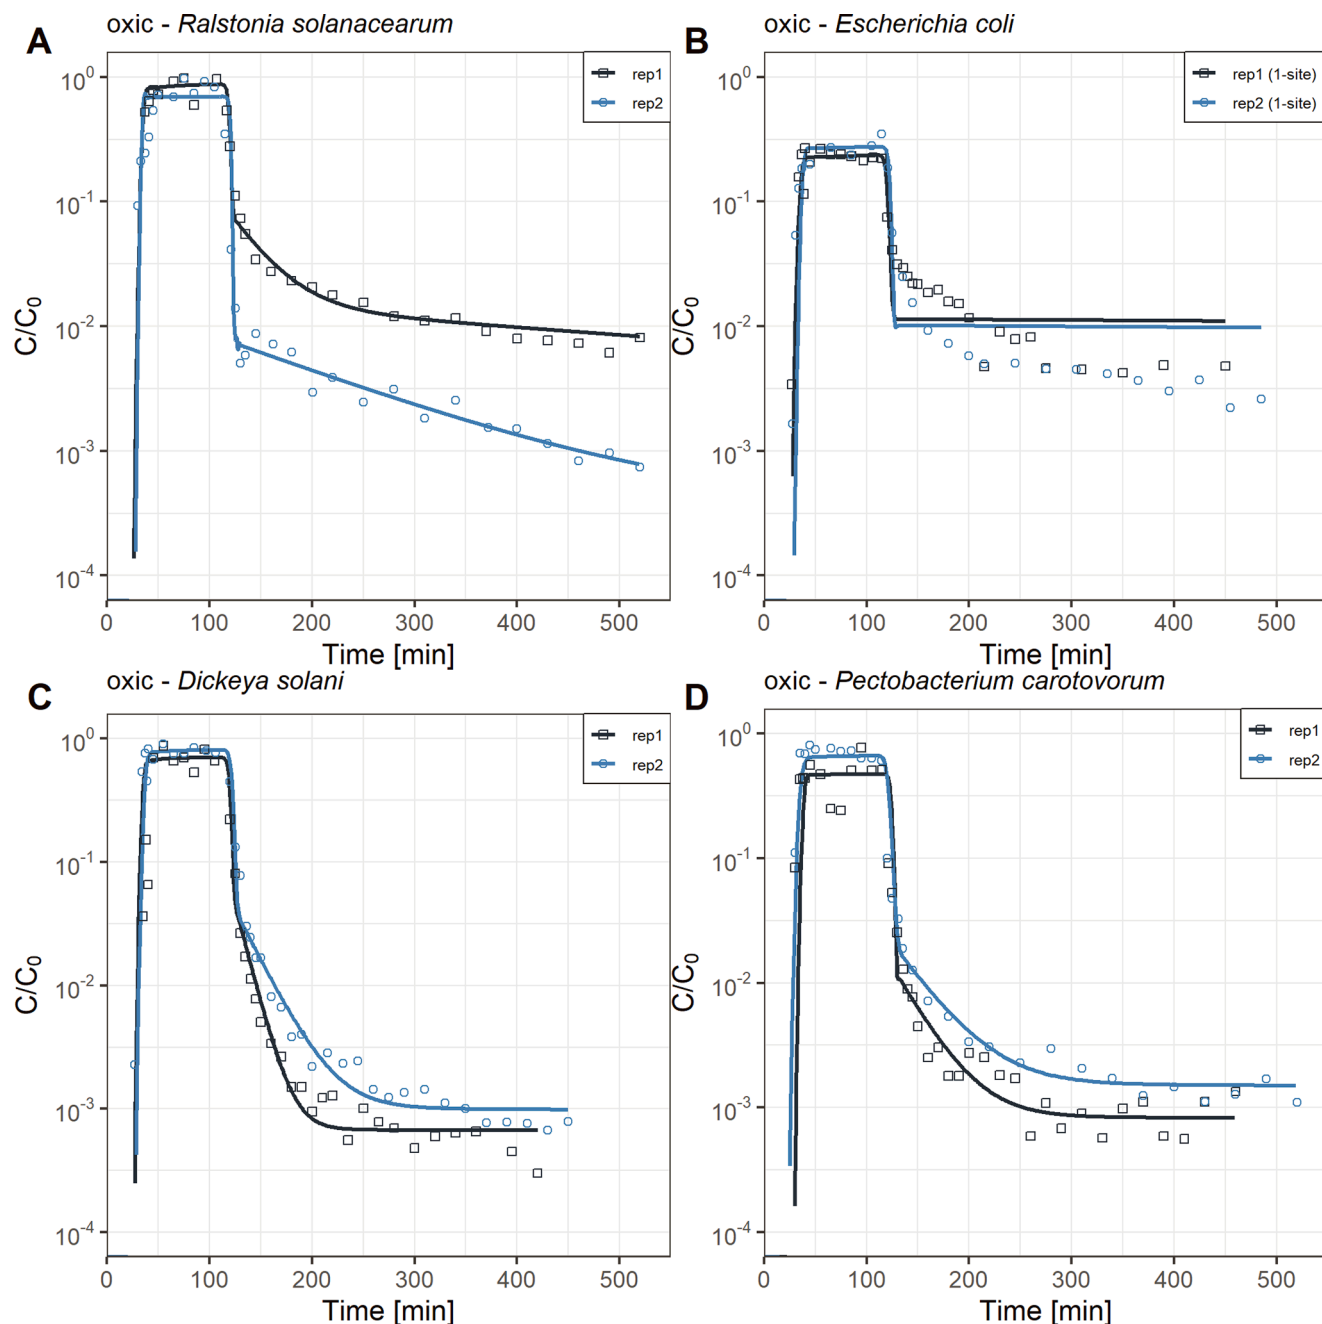 A oxic - Ralstonia solanacearum
rep1
rep2
10^0
10^-1
10^-2
10^-3
10^-4
C/C_0
0 100 200 300 400 500
Time [min]
B oxic - Escherichia coli
rep1 (1-site)
rep2 (1-site)
10^0
10^-1
10^-2
10^-3
10^-4
C/C_0
0 100 200 300 400 500
Time [min]
C oxic - Dickeya solani
rep1
rep2
10^0
10^-1
10^-2
10^-3
10^-4
C/C_0
0 100 200 300 400 500
Time [min]
D oxic - Pectobacterium carotovorum
rep1
rep2
10^0
10^-1
10^-2
10^-3
10^-4
C/C_0
0 100 200 300 400 500
Time [min]